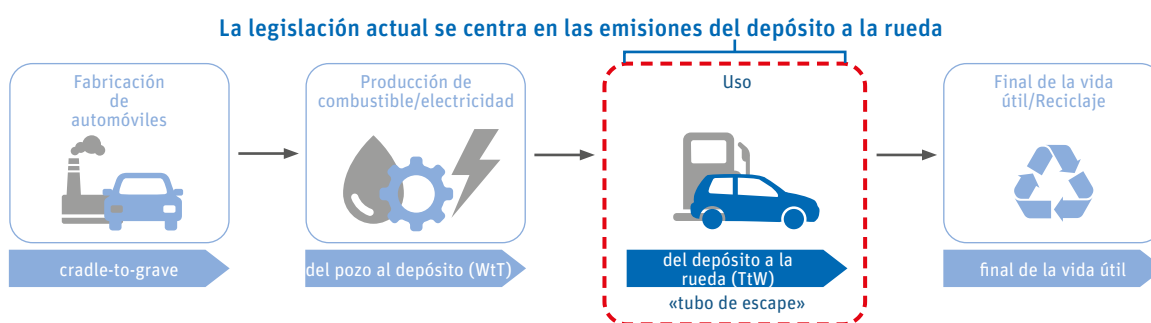 La legislación actual se centra en las emisiones del depósito a la rueda
Fabricación
de
automóviles
Producción de
combustible/electricidad
Uso
Final de la vida
útil/Reciclaje
cradle-to-grave
del pozo al depósito (WtT)
del depósito a la
rueda (TtW)
«tubo de escape»
final de la vida útil